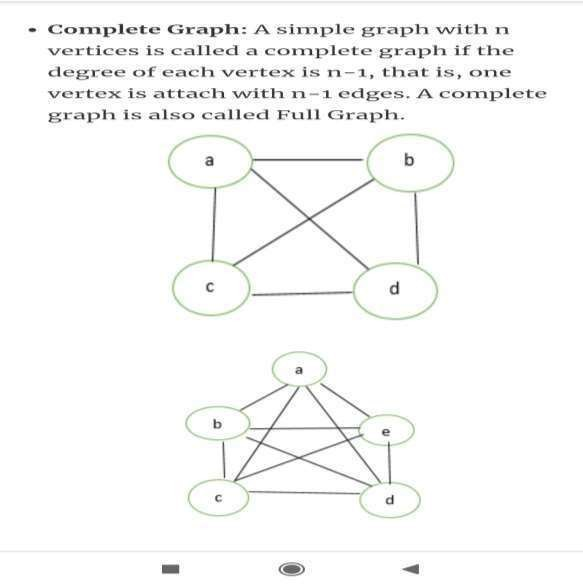 • Complete Graph: A simple graph with n
vertices is called a complete graph if the
degree of each vertex is n-1, that is, one
vertex is attach with n-1 edges. A complete
graph is also called Full Graph.
a b
c d
a
b e
c d